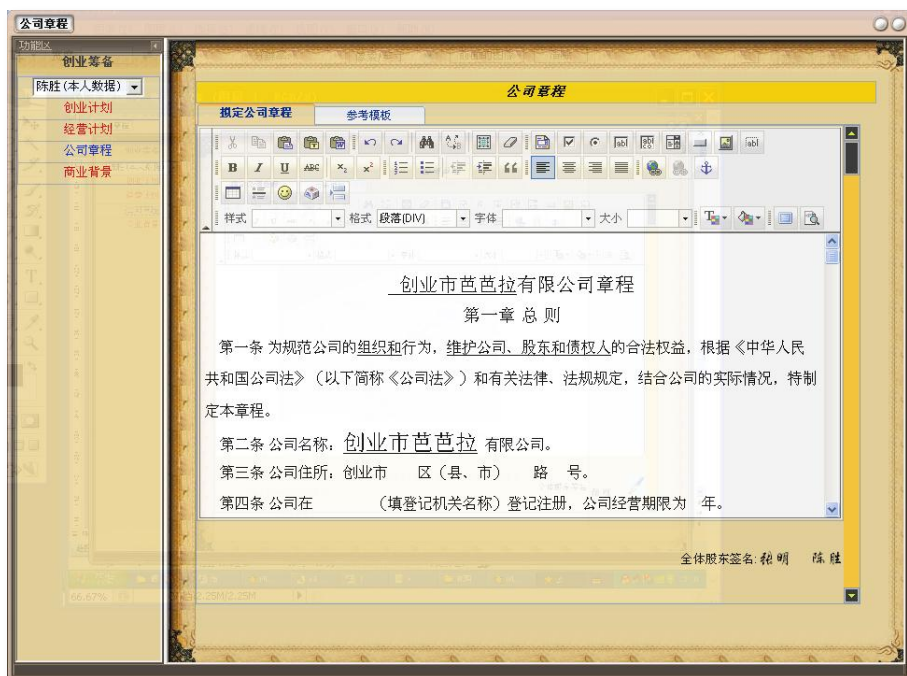 公司章程
功能区
创业筹备
陈胜(本人数据)
创业计划
经营计划
公司章程
商业背景
公司章程
拟定公司章程 参考模板
样式 格式 段落(DIV) 字体 大小
创业市芭芭拉有限公司章程
第一章 总 则
第一条 为规范公司的组织和行为，维护公司、股东和债权人的合法权益，根据《中华人民
共和国公司法》（以下简称《公司法》）和有关法律、法规规定，结合公司的实际情况，特制
定本章程。
第二条 公司名称：创业市芭芭拉 有限公司。
第三条 公司住所：创业市 区（县、市） 路 号。
第四条 公司在 （填登记机关名称）登记注册，公司经营期限为 年。
全体股东签名:张明 陈胜
66.67%
2.25M/2.25M